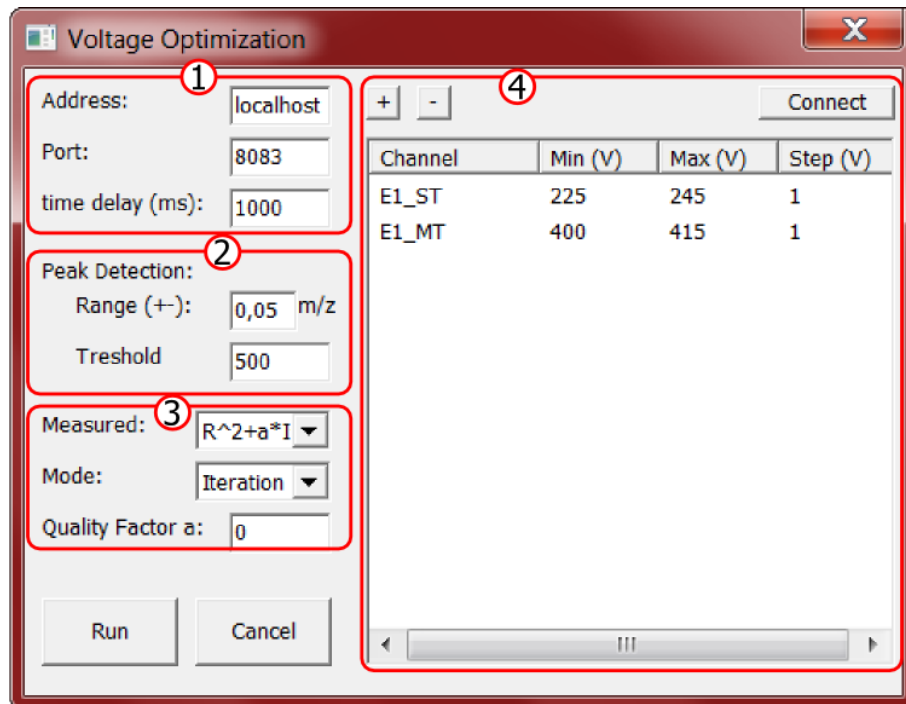 Voltage Optimization
X
1
Address: localhost
Port: 8083
time delay (ms): 1000
2
Peak Detection:
Range (+-): 0,05 m/z
Treshold 500
3
Measured: R^2+a*I
Mode: Iteration
Quality Factor a: 0
Run Cancel
4
+ - Connect
Channel Min (V) Max (V) Step (V)
E1_ST 225 245 1
E1_MT 400 415 1